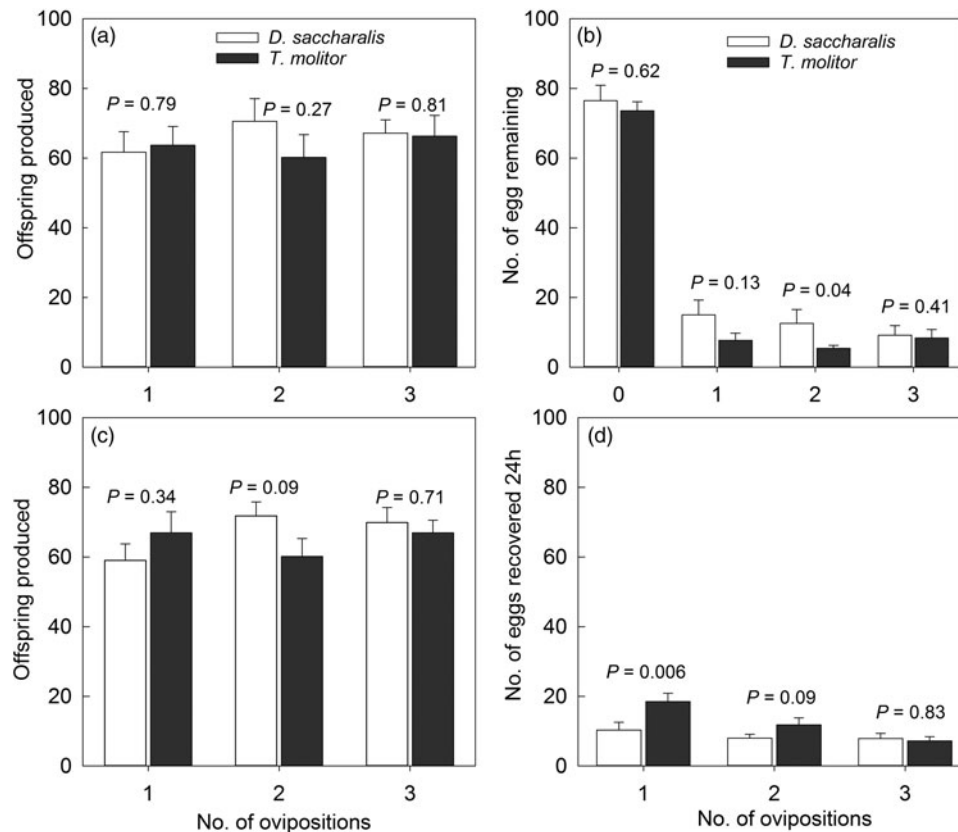 (a)
D. saccharalis
T. molitor
P = 0.79
P = 0.27
P = 0.81
100
80
60
40
20
0
Offspring produced
1
2
3
(b)
D. saccharalis
T. molitor
P = 0.62
P = 0.13
P = 0.04
P = 0.41
100
80
60
40
20
0
No. of egg remaining
0
1
2
3
(c)
P = 0.34
P = 0.09
P = 0.71
100
80
60
40
20
0
Offspring produced
1
2
3
No. of ovipositions
(d)
P = 0.006
P = 0.09
P = 0.83
100
80
60
40
20
0
No. of eggs recovered 24h
1
2
3
No. of ovipositions